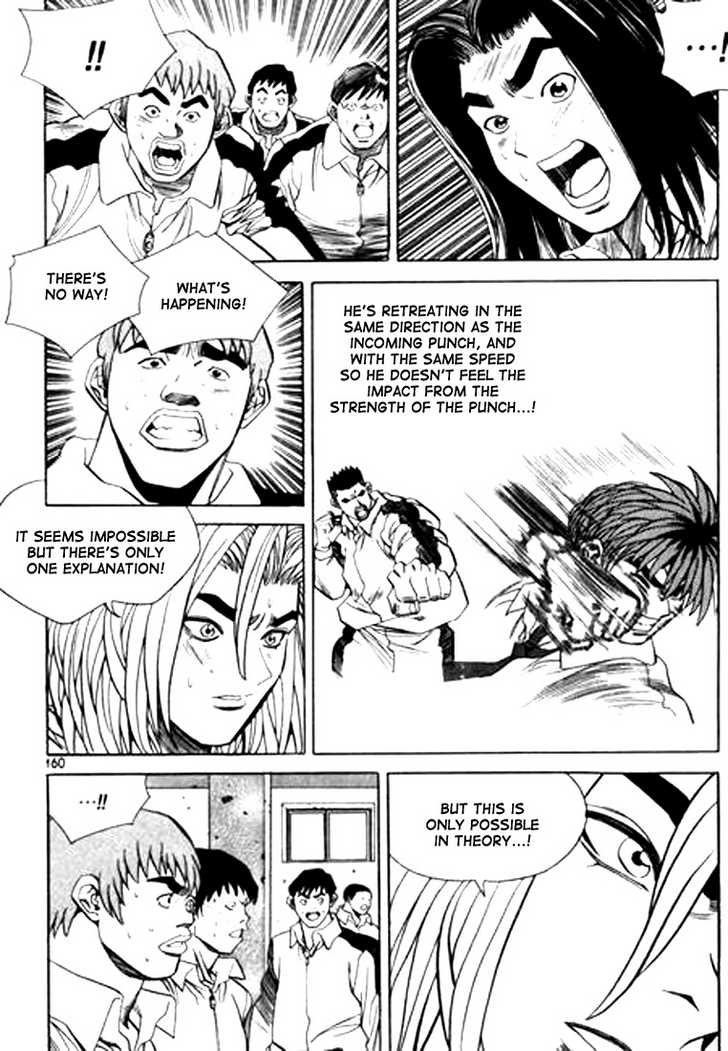 !!
...!
THERE'S
NO WAY!
WHAT'S
HAPPENING!
HE'S RETREATING IN THE
SAME DIRECTION AS THE
INCOMING PUNCH, AND
WITH THE SAME SPEED
SO HE DOESN'T FEEL THE
IMPACT FROM THE
STRENGTH OF THE PUNCH...!
IT SEEMS IMPOSSIBLE
BUT THERE'S ONLY
ONE EXPLANATION!
160
...!!
BUT THIS IS
ONLY POSSIBLE
IN THEORY...!